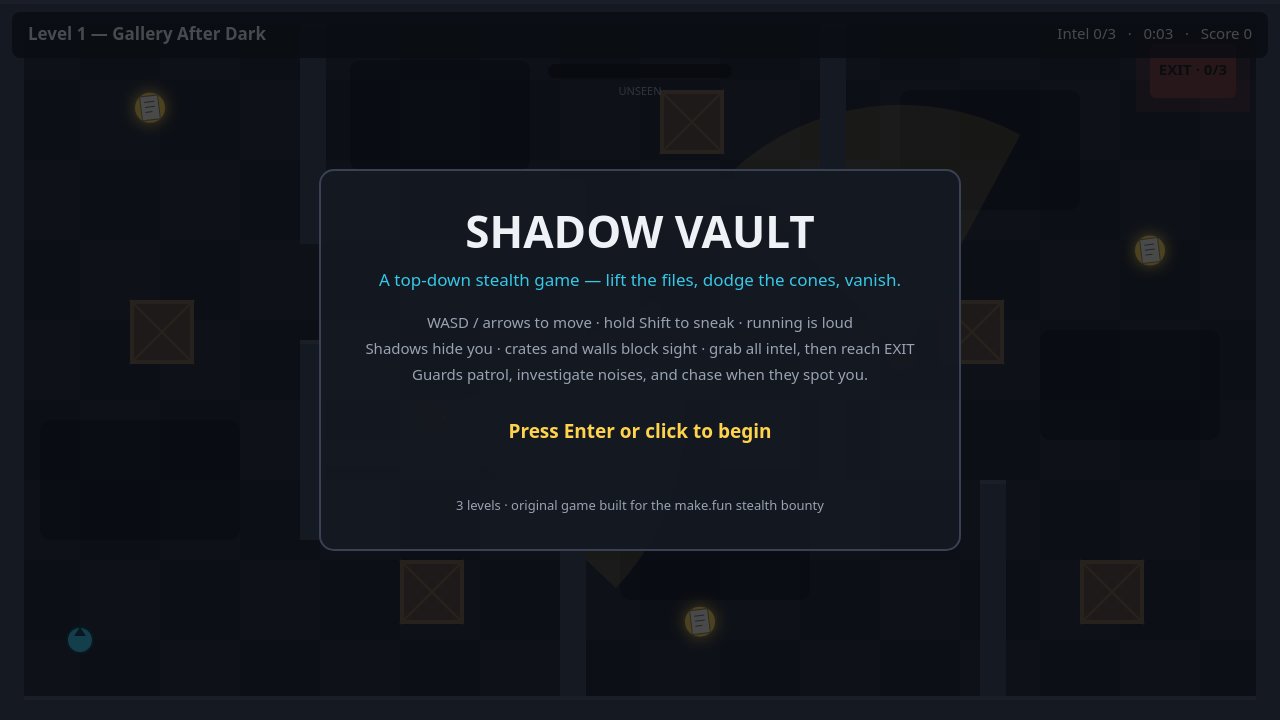 Level 1 — Gallery After Dark
Intel 0/3 · 0:03 · Score 0
EXIT · 0/3
UNSEEN
SHADOW VAULT
A top-down stealth game — lift the files, dodge the cones, vanish.
WASD / arrows to move · hold Shift to sneak · running is loud
Shadows hide you · crates and walls block sight · grab all intel, then reach EXIT
Guards patrol, investigate noises, and chase when they spot you.
Press Enter or click to begin
3 levels · original game built for the make.fun stealth bounty